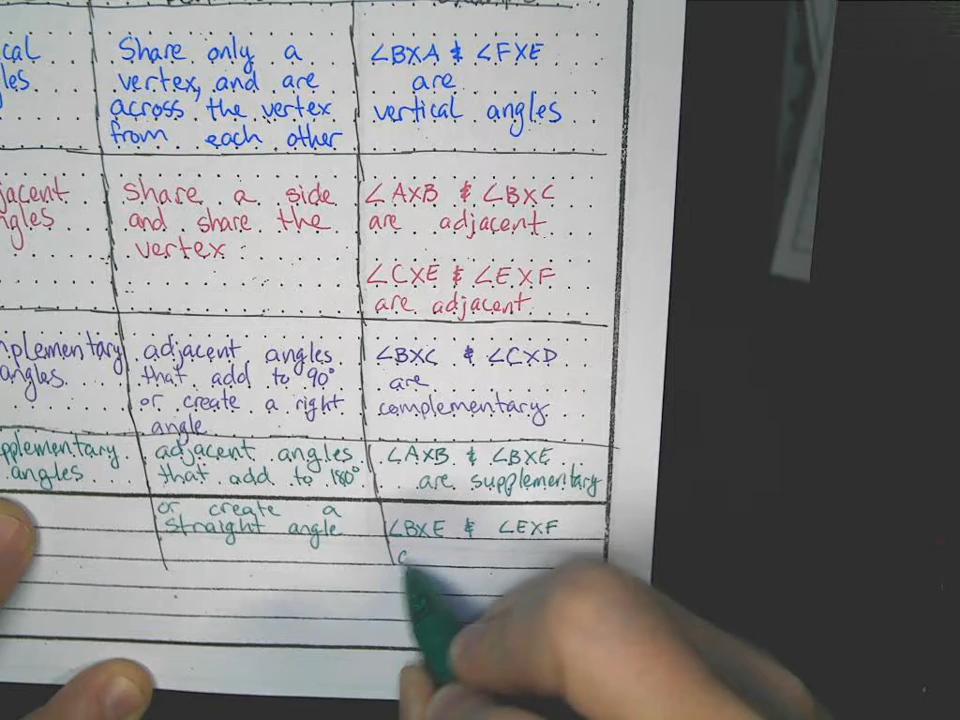 cal
les
Share only a
vertex, and are
across the vertex
from each other
∠BXA & ∠FXE
are
vertical angles
jacent
ngles
share a side
and share the
vertex
∠AXB & ∠BXC
are adjacent
∠CXE & ∠EXF
are adjacent
mplementary
angles.
adjacent angles
that add to 90°
or create a right
angle
∠BXC & ∠CXD
are
complementary
pplementary
angles
adjacent angles
that add to 180°
or create a
straight angle
∠AXB & ∠BXE
are supplementary
∠BXE & ∠EXF